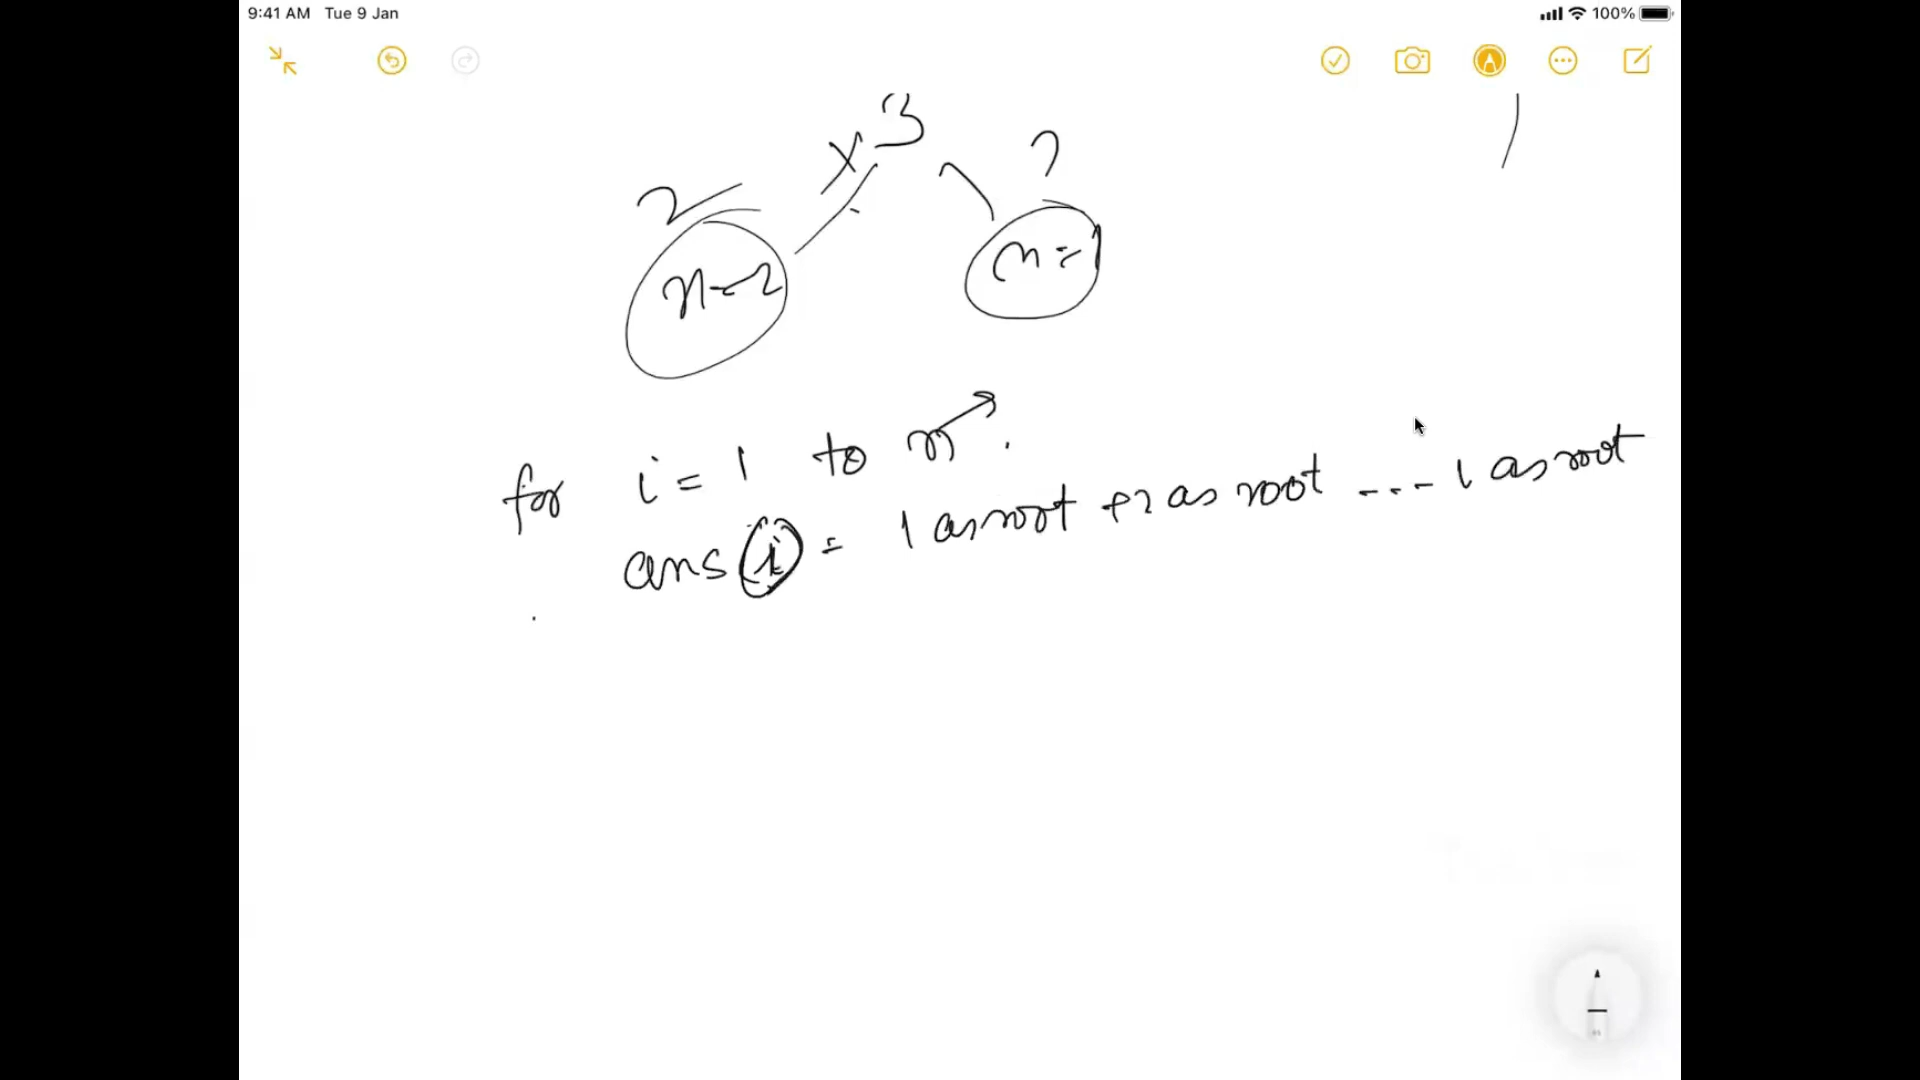 9:41 AM Tue 9 Jan 100%
3
2
n=2
n=1
for i = 1 to n
ans(i) = 1 as root + 2 as root --- i as root